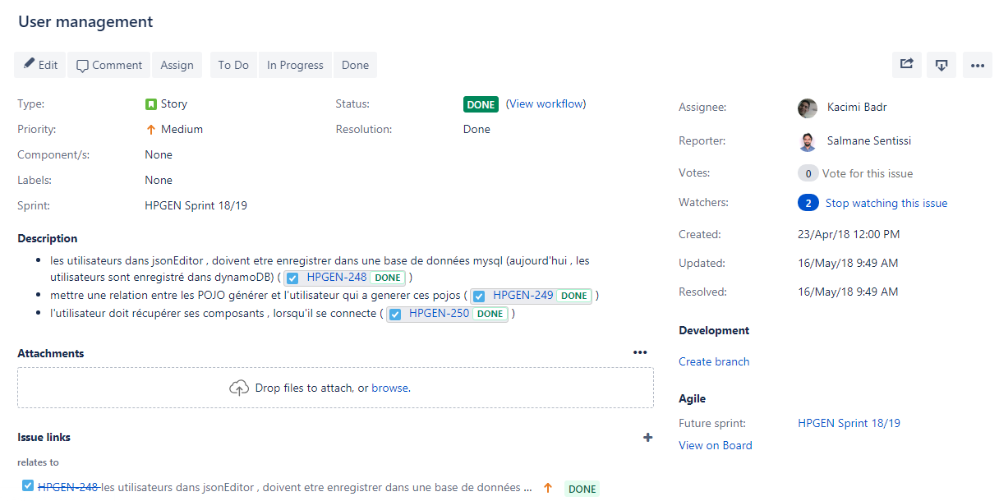 User management
Edit Comment Assign To Do In Progress Done
Type: Story
Priority: Medium
Component/s: None
Labels: None
Sprint: HPGEN Sprint 18/19
Status: DONE (View workflow)
Resolution: Done
Description
les utilisateurs dans jsonEditor , doivent etre enregistrer dans une base de données mysql (aujourd'hui , les
utilisateurs sont enregistré dans dynamoDB) ( HPGEN-248 DONE )
mettre une relation entre les POJO générer et l'utilisateur qui a generer ces pojos ( HPGEN-249 DONE )
l'utilisateur doit récupérer ses composants , lorsqu'il se connecte ( HPGEN-250 DONE )
Attachments
Drop files to attach, or browse.
Issue links
relates to
HPGEN-248 les utilisateurs dans jsonEditor , doivent etre enregistrer dans une base de données ... DONE
Assignee: Kacimi Badr
Reporter: Salmane Sentissi
Votes: 0 Vote for this issue
Watchers: 2 Stop watching this issue
Created: 23/Apr/18 12:00 PM
Updated: 16/May/18 9:49 AM
Resolved: 16/May/18 9:49 AM
Development
Create branch
Agile
Future sprint: HPGEN Sprint 18/19
View on Board